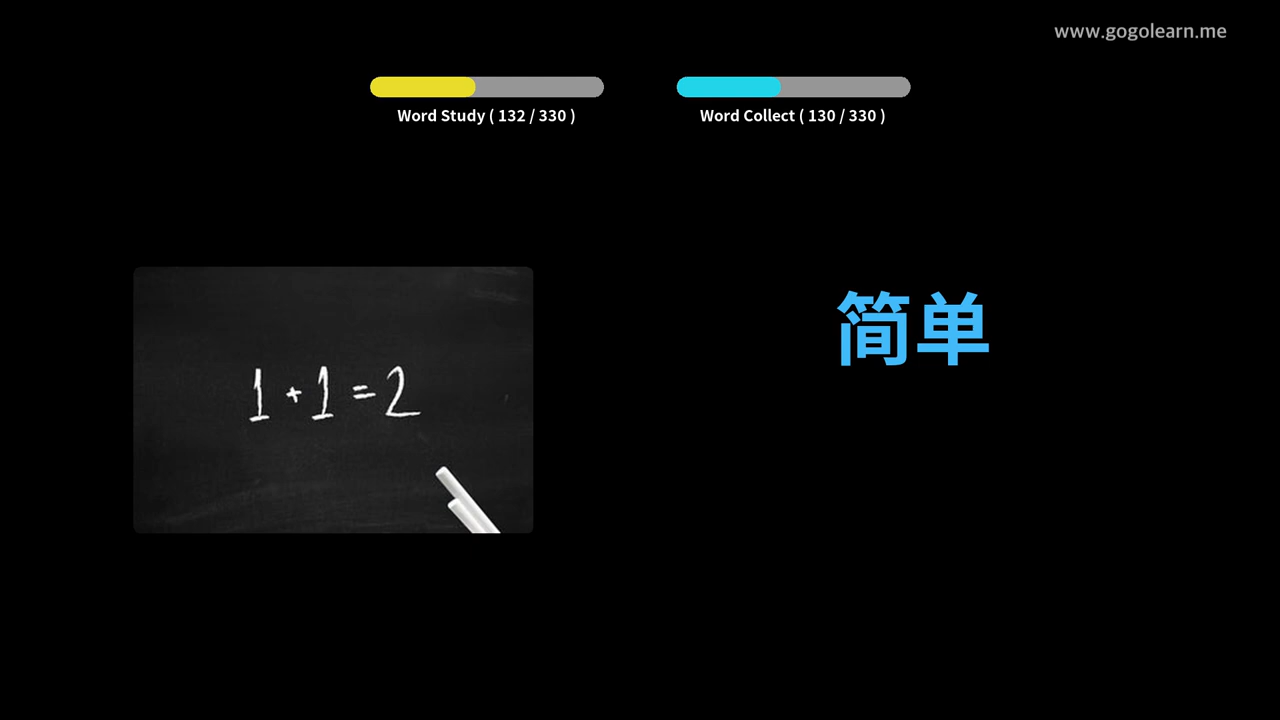 www.gogolearn.me
Word Study ( 132 / 330 )
Word Collect ( 130 / 330 )
简单
1 + 1 = 2